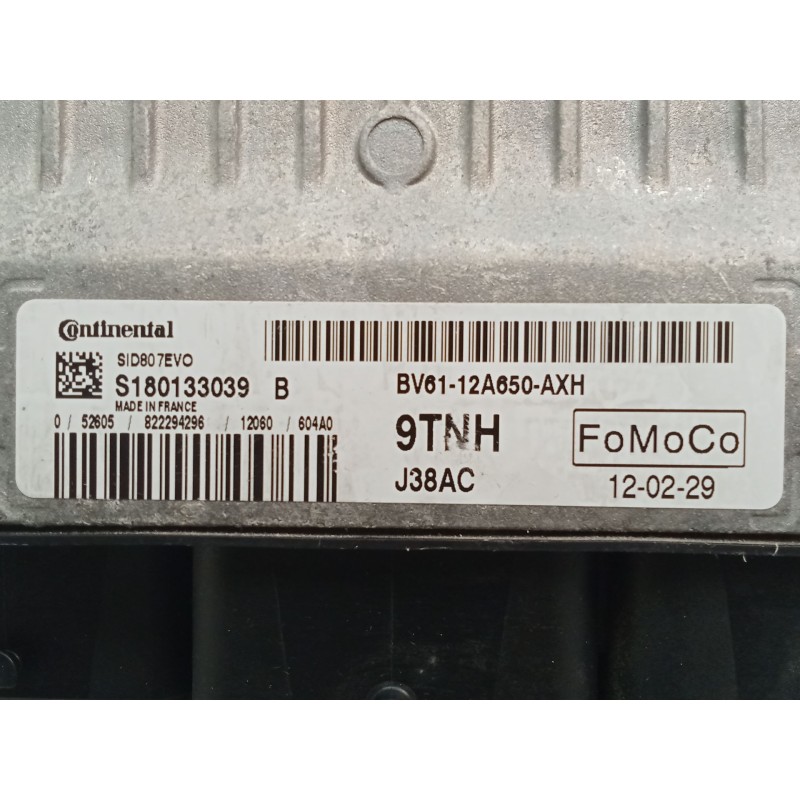 Continental
SID807EVO
S180133039 B
MADE IN FRANCE
0 / 52605 / 822294296 / 12060 / 604A0
BV61-12A650-AXH
9TNH
FoMoCo
J38AC
12-02-29